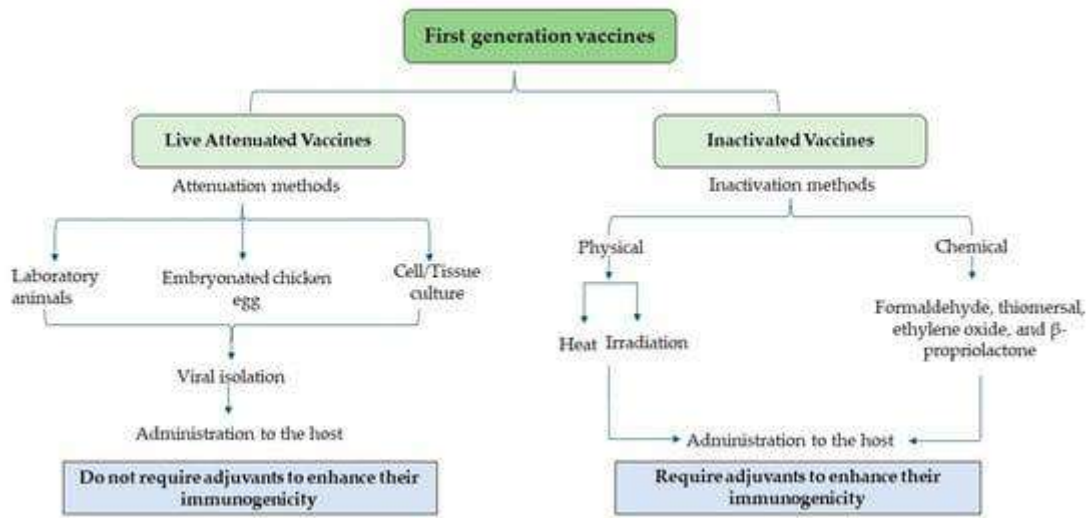 First generation vaccines
Live Attenuated Vaccines
Inactivated Vaccines
Attenuation methods
Inactivation methods
Physical
Chemical
Laboratory
animals
Embryonated chicken
egg
Cell/Tissue
culture
Heat
Irradiation
Formaldehyde, thiomersal,
ethylene oxide, and β-
propriolactone
Viral isolation
Administration to the host
Administration to the host
Do not require adjuvants to enhance their
immunogenicity
Require adjuvants to enhance their
immunogenicity